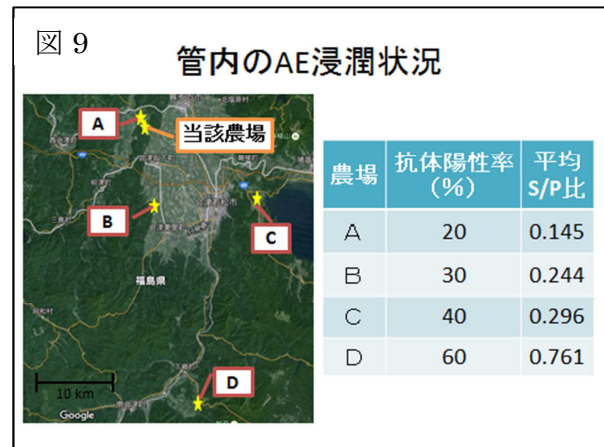 図 9
管内のAE浸潤状況
A
当該農場
B
C
福島県
D
10 km
Google
農場
抗体陽性率
(%)
平均
S/P比
A
20
0.145
B
30
0.244
C
40
0.296
D
60
0.761